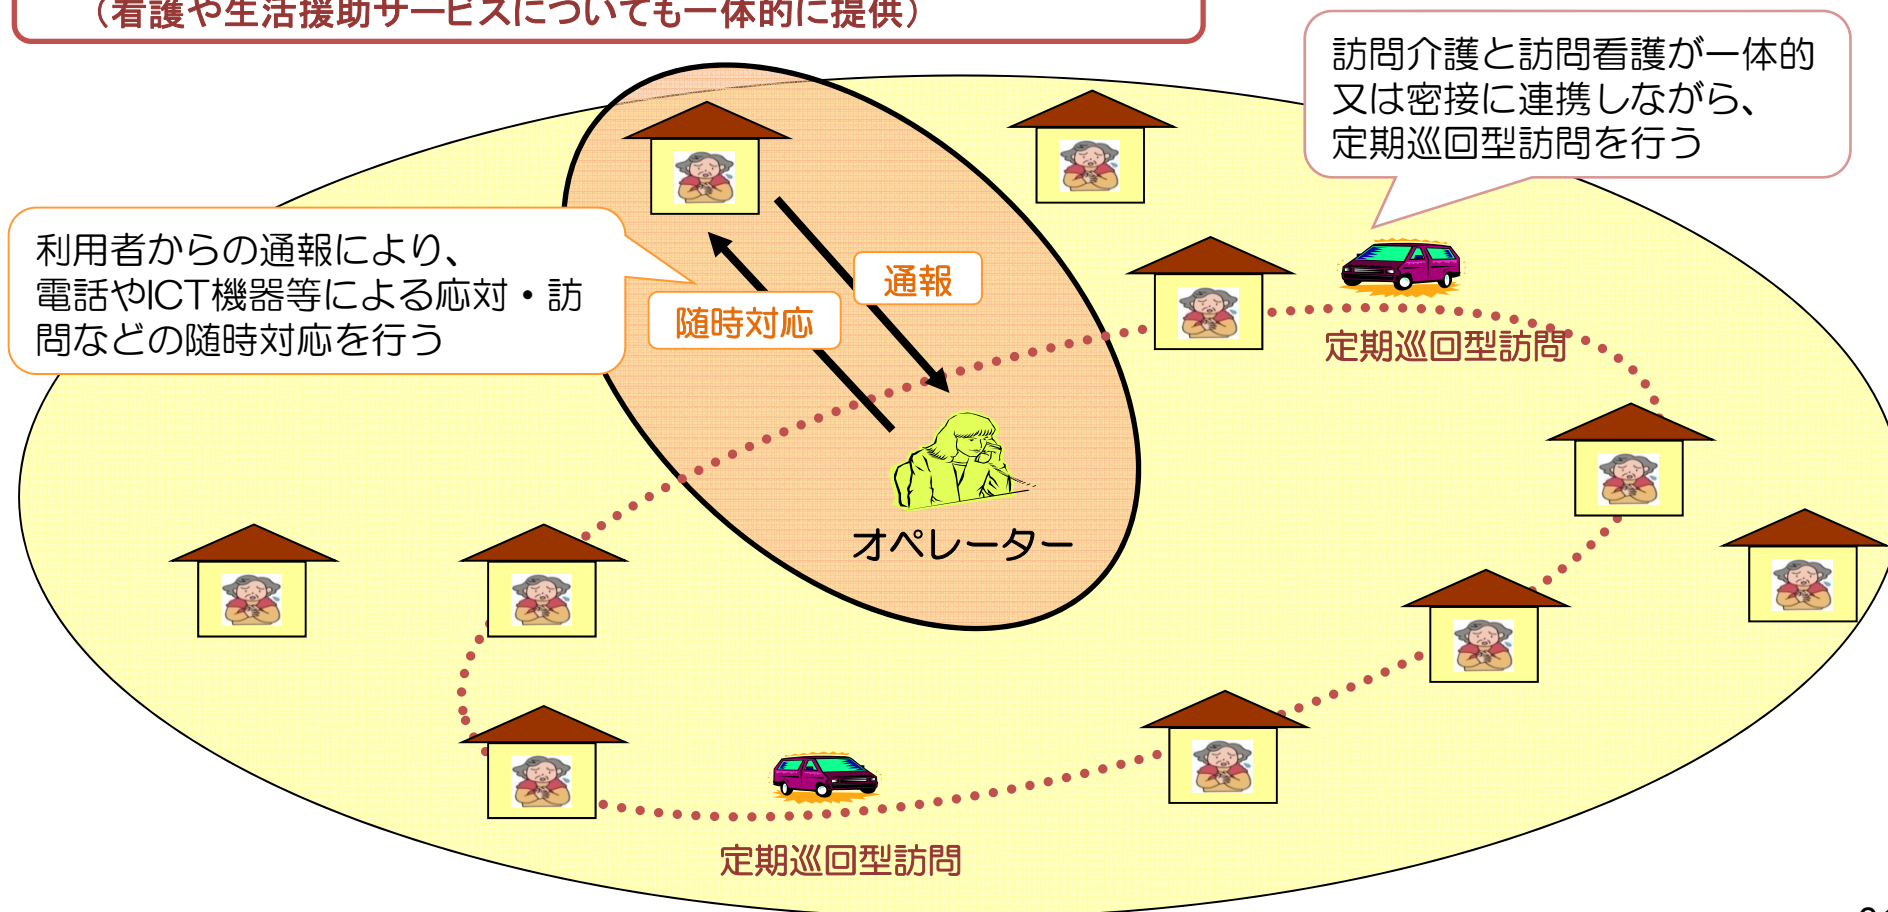 （看護や生活援助サービスについても一体的に提供）
訪問介護と訪問看護が一体的
又は密接に連携しながら、
定期巡回型訪問を行う
利用者からの通報により、
電話やICT機器等による応対・訪
問などの随時対応を行う
通報
随時対応
定期巡回型訪問
オペレーター
定期巡回型訪問